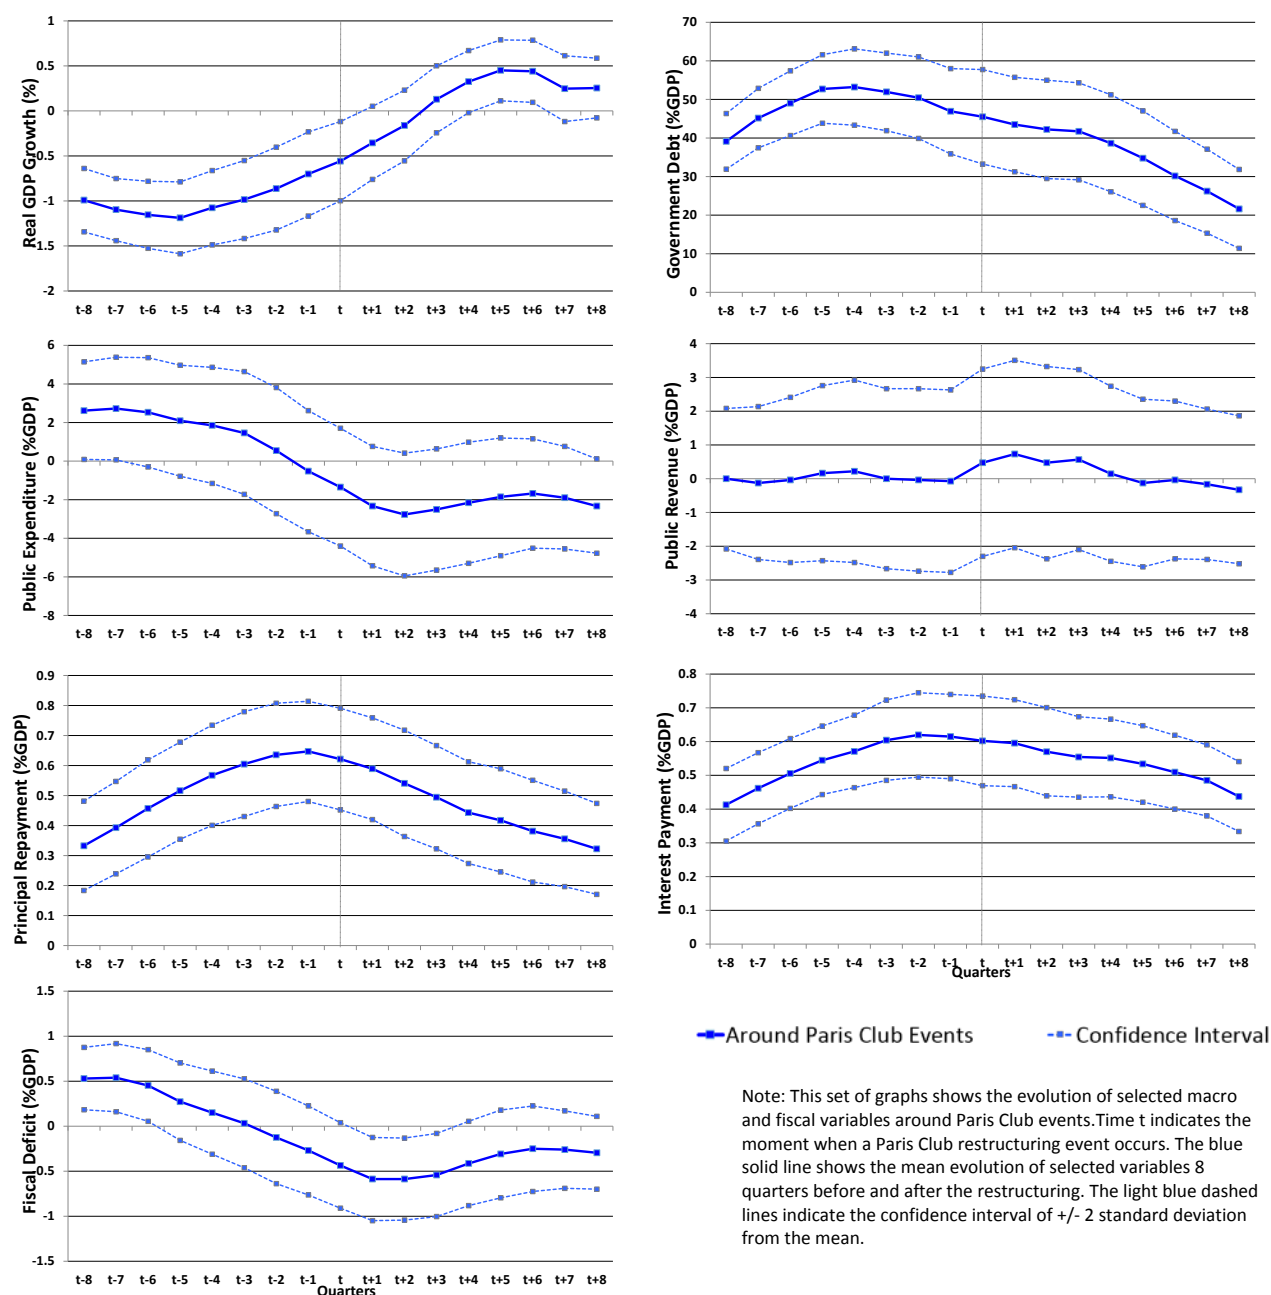 Real GDP Growth (%)
1
0.5
0
-0.5
-1
-1.5
-2
t-8 t-7 t-6 t-5 t-4 t-3 t-2 t-1 t t+1 t+2 t+3 t+4 t+5 t+6 t+7 t+8
Government Debt (%GDP)
70
60
50
40
30
20
10
0
t-8 t-7 t-6 t-5 t-4 t-3 t-2 t-1 t t+1 t+2 t+3 t+4 t+5 t+6 t+7 t+8
Public Expenditure (%GDP)
6
4
2
0
-2
-4
-6
-8
t-8 t-7 t-6 t-5 t-4 t-3 t-2 t-1 t t+1 t+2 t+3 t+4 t+5 t+6 t+7 t+8
Public Revenue (%GDP)
4
3
2
1
0
-1
-2
-3
-4
t-8 t-7 t-6 t-5 t-4 t-3 t-2 t-1 t t+1 t+2 t+3 t+4 t+5 t+6 t+7 t+8
Principal Repayment (%GDP)
0.9
0.8
0.7
0.6
0.5
0.4
0.3
0.2
0.1
0
t-8 t-7 t-6 t-5 t-4 t-3 t-2 t-1 t t+1 t+2 t+3 t+4 t+5 t+6 t+7 t+8
Interest Payment (%GDP)
0.8
0.7
0.6
0.5
0.4
0.3
0.2
0.1
0
t-8 t-7 t-6 t-5 t-4 t-3 t-2 t-1 t t+1 t+2 t+3 t+4 t+5 t+6 t+7 t+8
Quarters
Fiscal Deficit (%GDP)
1.5
1
0.5
0
-0.5
-1
-1.5
t-8 t-7 t-6 t-5 t-4 t-3 t-2 t-1 t t+1 t+2 t+3 t+4 t+5 t+6 t+7 t+8
Quarters
Around Paris Club Events
Confidence Interval
Note: This set of graphs shows the evolution of selected macro
and fiscal variables around Paris Club events.Time t indicates the
moment when a Paris Club restructuring event occurs. The blue
solid line shows the mean evolution of selected variables 8
quarters before and after the restructuring. The light blue dashed
lines indicate the confidence interval of +/- 2 standard deviation
from the mean.